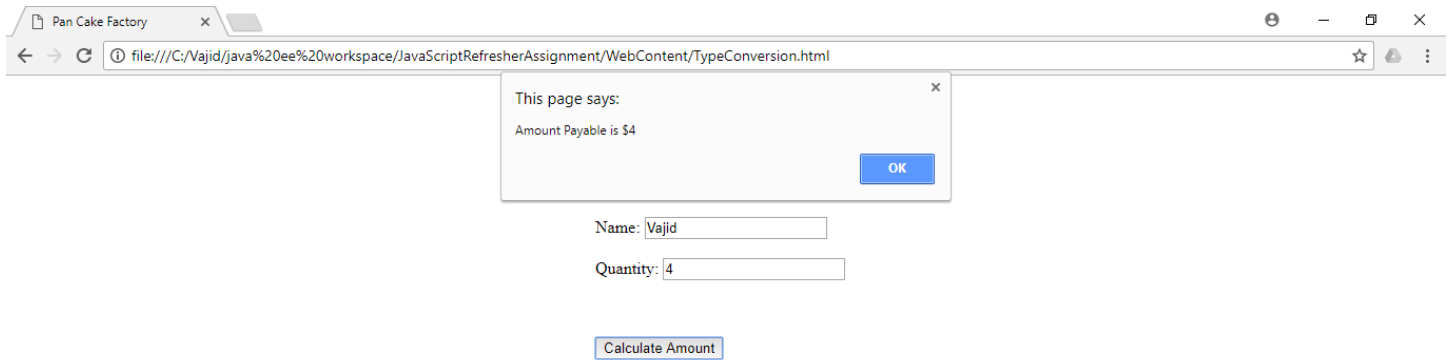 Pan Cake Factory
file:///C:/Vajid/java%20ee%20workspace/JavaScriptRefresherAssignment/WebContent/TypeConversion.html
This page says:
Amount Payable is $4
OK
Name: Vajid
Quantity: 4
Calculate Amount